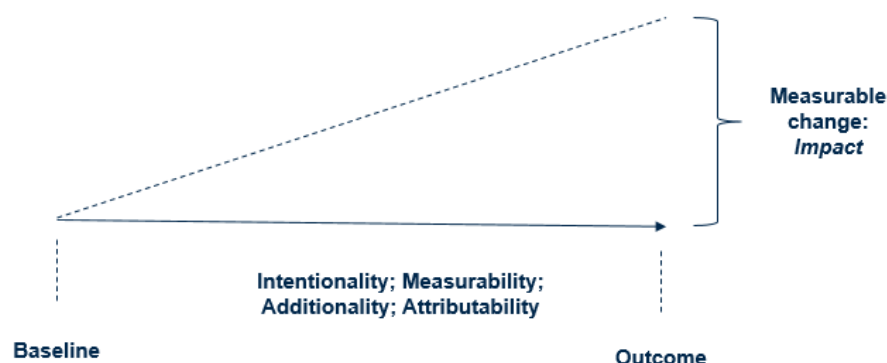 Measurable
change:
Impact
Intentionality; Measurability;
Additionality; Attributability
Baseline
Outcome